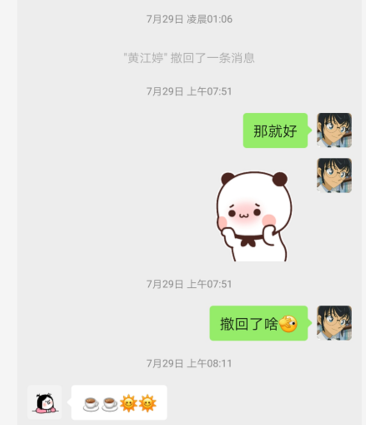 7月29日 凌晨01:06
"黄江婷" 撤回了一条消息
7月29日 上午07:51
那就好
7月29日 上午07:51
撤回了啥
7月29日 上午08:11